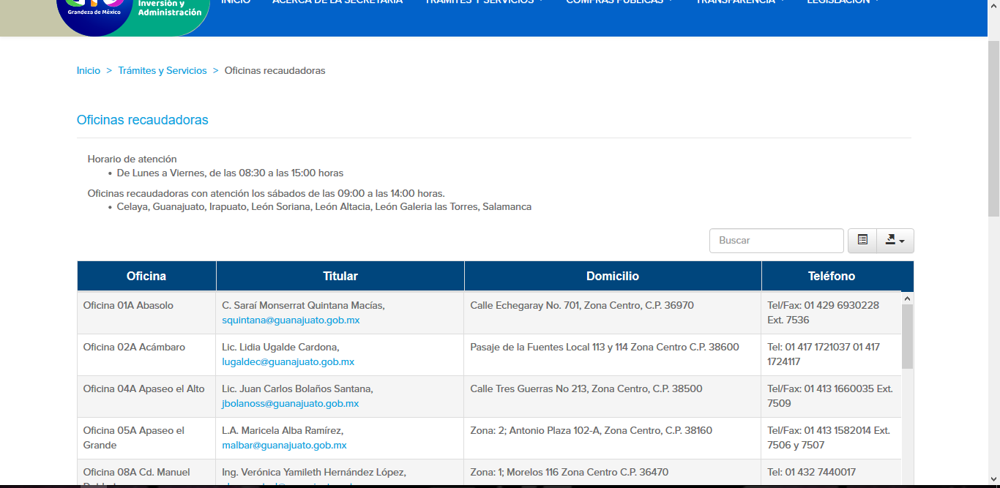 Grandeza de México
Inversión y
Administración
INICIO ACERCA DE LA SECRETARÍA TRÁMITES Y SERVICIOS COMPRAS PÚBLICAS TRANSPARENCIA LEGISLACIÓN
Inicio > Trámites y Servicios > Oficinas recaudadoras
Oficinas recaudadoras
Horario de atención
• De Lunes a Viernes, de las 08:30 a las 15:00 horas
Oficinas recaudadoras con atención los sábados de las 09:00 a las 14:00 horas.
• Celaya, Guanajuato, Irapuato, León Soriana, León Altacia, León Galeria las Torres, Salamanca
Buscar
Oficina Titular Domicilio Teléfono
Oficina 01A Abasolo
C. Saraí Monserrat Quintana Macías,
squintana@guanajuato.gob.mx
Calle Echegaray No. 701, Zona Centro, C.P. 36970
Tel/Fax: 01 429 6930228
Ext. 7536
Oficina 02A Acámbaro
Lic. Lidia Ugalde Cardona,
lugaldec@guanajuato.gob.mx
Pasaje de la Fuentes Local 113 y 114 Zona Centro C.P. 38600
Tel: 01 417 1721037 01 417
1724117
Oficina 04A Apaseo el Alto
Lic. Juan Carlos Bolaños Santana,
jbolanoss@guanajuato.gob.mx
Calle Tres Guerras No 213, Zona Centro, C.P. 38500
Tel/Fax: 01 413 1660035 Ext.
7509
Oficina 05A Apaseo el
Grande
L.A. Maricela Alba Ramírez,
malbar@guanajuato.gob.mx
Zona: 2; Antonio Plaza 102-A, Zona Centro, C.P. 38160
Tel/Fax: 01 413 1582014 Ext.
7506 y 7507
Oficina 08A Cd. Manuel
Ing. Verónica Yamileth Hernández López,
Zona: 1; Morelos 116 Zona Centro C.P. 36470
Tel: 01 432 7440017